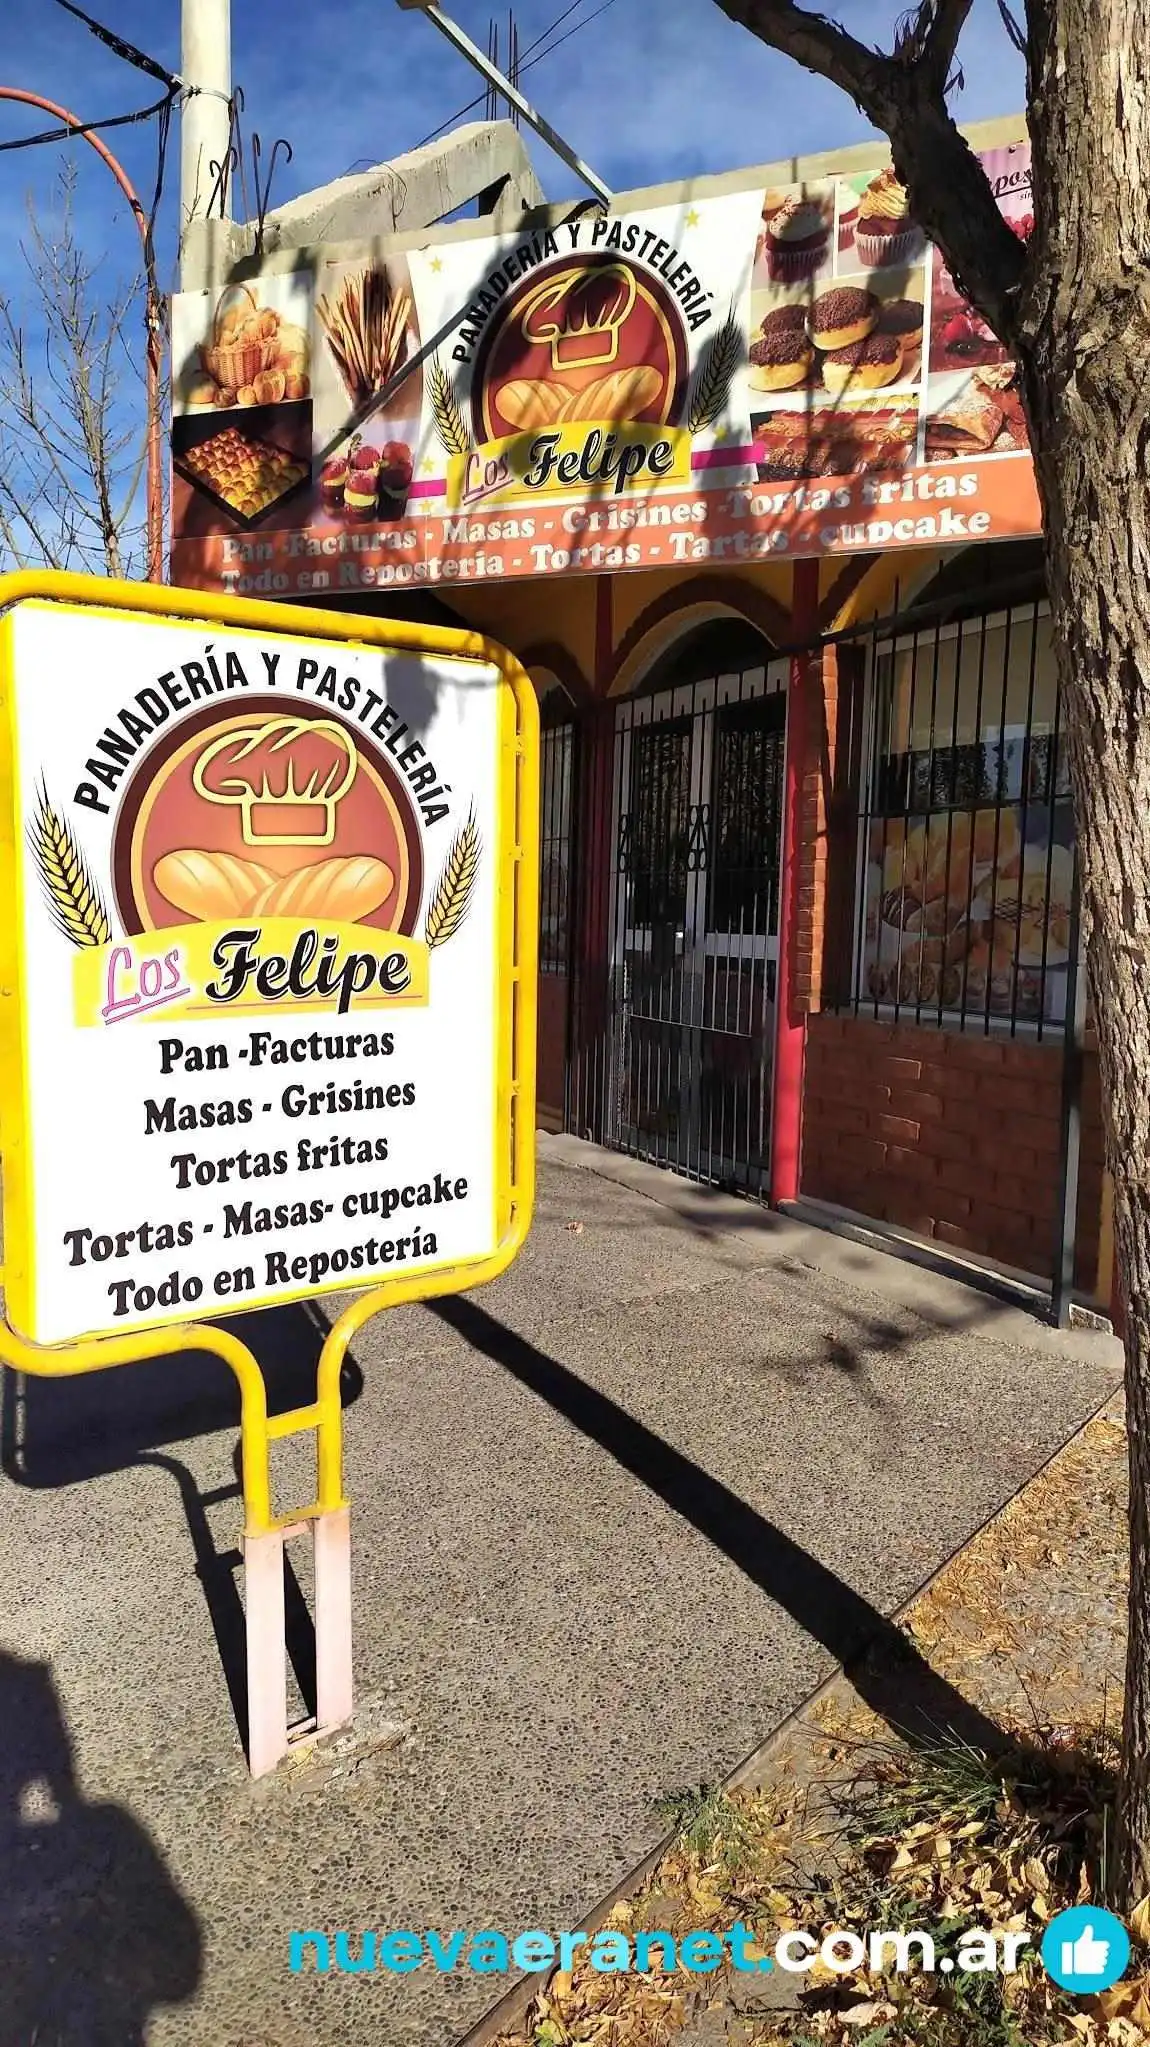 PANADERÍA Y PASTELERÍA
Los Felipe
Pan -Facturas - Masas - Grisines -Tortas fritas
Todo en Reposteria - Tortas - Tartas - cupcake
PANADERÍA Y PASTELERÍA
Los Felipe
Pan -Facturas
Masas - Grisines
Tortas fritas
Tortas - Masas- cupcake
Todo en Repostería
nuevaeranet.com.ar